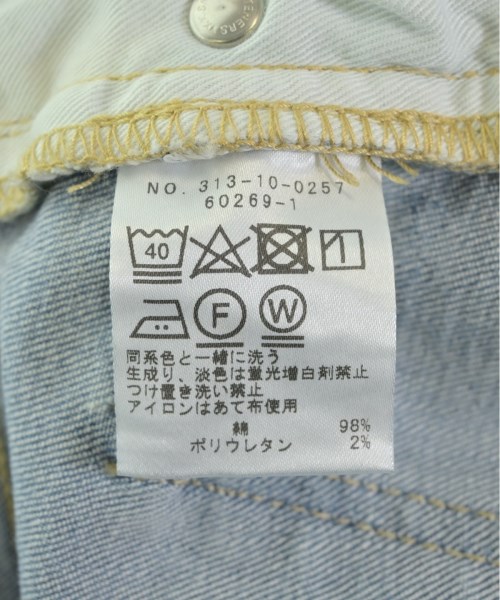 NO. 313-10-0257
60269-1
40
F W
同系色と一緒に洗う
生成り、淡色は蛍光増白剤禁止
つけ置き洗い禁止
アイロンはあて布使用
綿 98%
ポリウレタン 2%